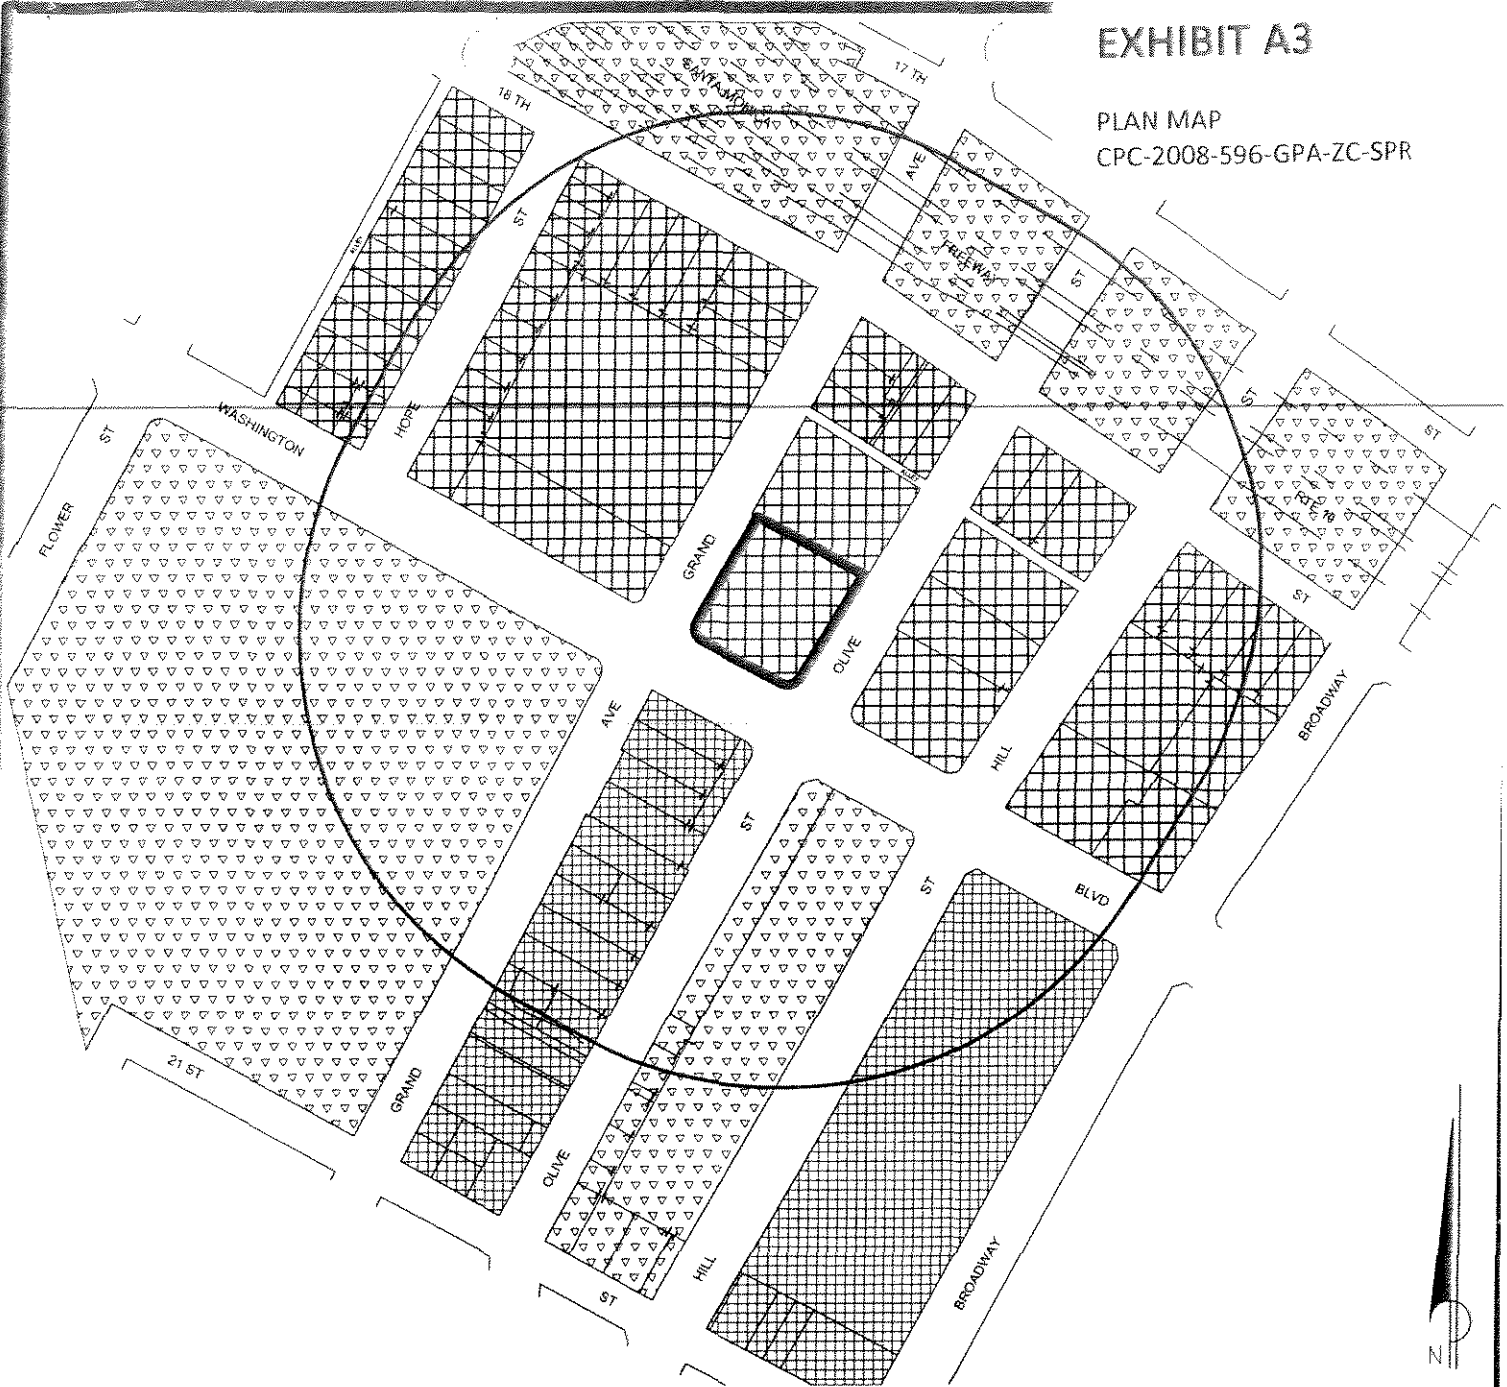 EXHIBIT A3
PLAN MAP
CPC-2008-596-GPA-ZC-SPR
17 TH
SANTA MONICA
18 TH
AVE
ST
ALLEY
FREEWAY
ST
HOPE
WASHINGTON
ST
FLOWER
ST
ST
ALLEY
RTE 10
GRAND
ST
OLIVE
BROADWAY
AVE
HILL
ST
ST
BLVD
21 ST
GRAND
OLIVE
HILL
BROADWAY
ST
N